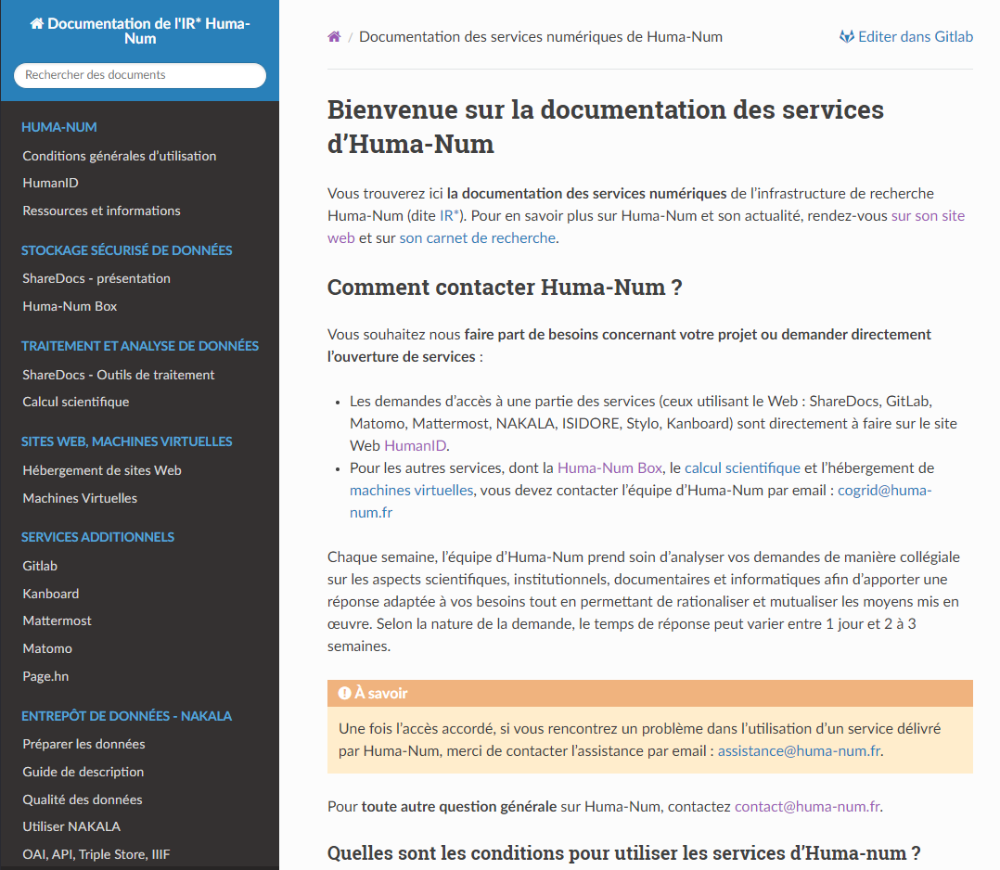 Documentation de l'IR* Huma-
Num
Rechercher des documents
HUMA-NUM
Conditions générales d’utilisation
HumanID
Ressources et informations
STOCKAGE SÉCURISÉ DE DONNÉES
ShareDocs - présentation
Huma-Num Box
TRAITEMENT ET ANALYSE DE DONNÉES
ShareDocs - Outils de traitement
Calcul scientifique
SITES WEB, MACHINES VIRTUELLES
Hébergement de sites Web
Machines Virtuelles
SERVICES ADDITIONNELS
Gitlab
Kanboard
Mattermost
Matomo
Page.hn
ENTREPÔT DE DONNÉES - NAKALA
Préparer les données
Guide de description
Qualité des données
Utiliser NAKALA
OAI, API, Triple Store, IIIF
/ Documentation des services numériques de Huma-Num
Editer dans Gitlab
Bienvenue sur la documentation des services
d’Huma-Num
Vous trouverez ici la documentation des services numériques de l’infrastructure de recherche
Huma-Num (dite IR*). Pour en savoir plus sur Huma-Num et son actualité, rendez-vous sur son site
web et sur son carnet de recherche.
Comment contacter Huma-Num ?
Vous souhaitez nous faire part de besoins concernant votre projet ou demander directement
l’ouverture de services :
• Les demandes d’accès à une partie des services (ceux utilisant le Web : ShareDocs, GitLab,
Matomo, Mattermost, NAKALA, ISIDORE, Stylo, Kanboard) sont directement à faire sur le site
Web HumanID.
• Pour les autres services, dont la Huma-Num Box, le calcul scientifique et l’hébergement de
machines virtuelles, vous devez contacter l’équipe d’Huma-Num par email : cogrid@huma-
num.fr
Chaque semaine, l’équipe d’Huma-Num prend soin d’analyser vos demandes de manière collégiale
sur les aspects scientifiques, institutionnels, documentaires et informatiques afin d’apporter une
réponse adaptée à vos besoins tout en permettant de rationaliser et mutualiser les moyens mis en
œuvre. Selon la nature de la demande, le temps de réponse peut varier entre 1 jour et 2 à 3
semaines.
À savoir
Une fois l’accès accordé, si vous rencontrez un problème dans l’utilisation d’un service délivré
par Huma-Num, merci de contacter l’assistance par email : assistance@huma-num.fr.
Pour toute autre question générale sur Huma-Num, contactez contact@huma-num.fr.
Quelles sont les conditions pour utiliser les services d’Huma-num ?